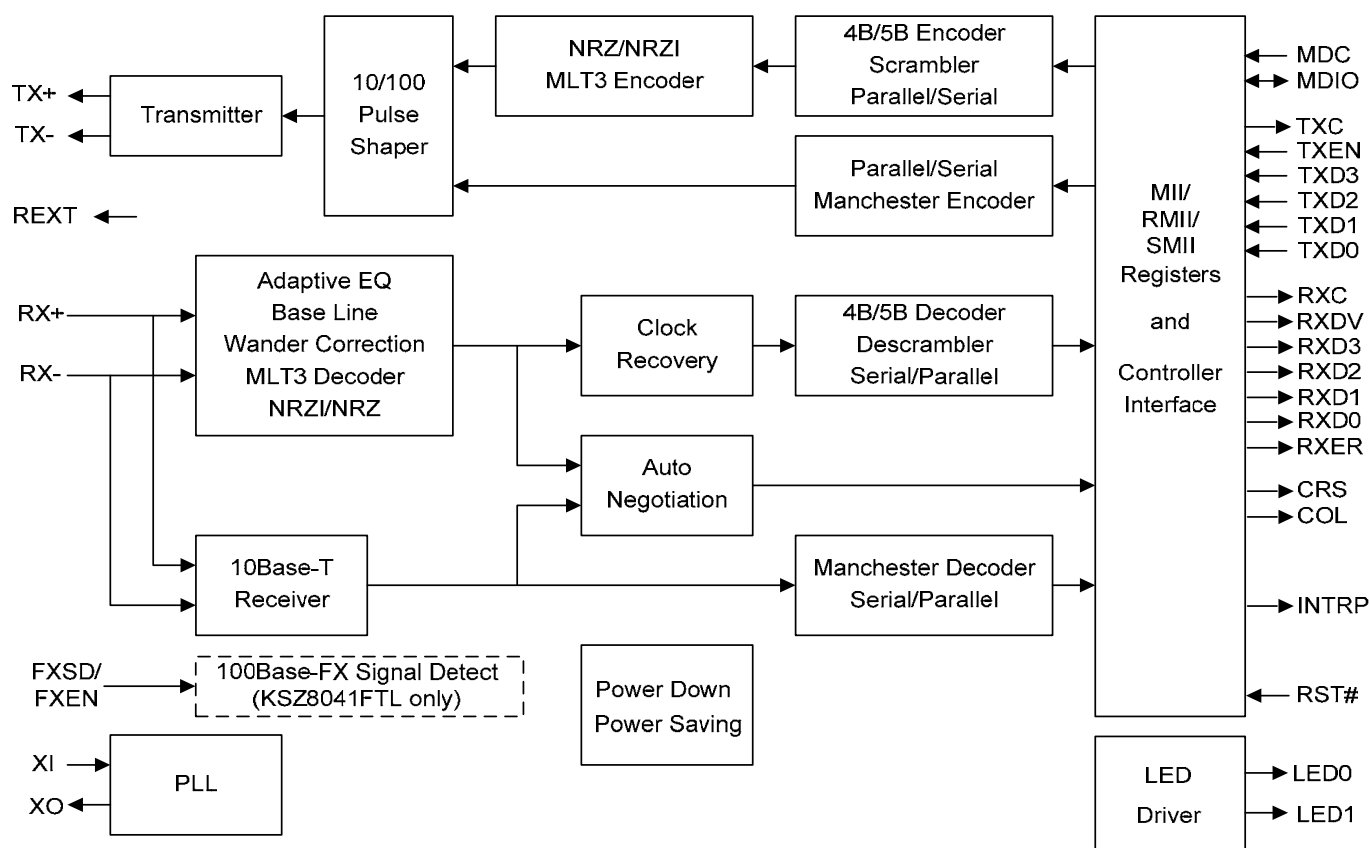 NRZ/NRZI
MLT3 Encoder
4B/5B Encoder
Scrambler
Parallel/Serial
MDC
MDIO
TX+
TX-
Transmitter
10/100
Pulse
Shaper
Parallel/Serial
Manchester Encoder
TXC
TXEN
TXD3
TXD2
TXD1
TXD0
REXT
MII/
RMII/
SMII
Registers
and
Controller
Interface
RX+
RX-
Adaptive EQ
Base Line
Wander Correction
MLT3 Decoder
NRZI/NRZ
Clock
Recovery
4B/5B Decoder
Descrambler
Serial/Parallel
RXC
RXDV
RXD3
RXD2
RXD1
RXD0
RXER
Auto
Negotiation
CRS
COL
10Base-T
Receiver
Manchester Decoder
Serial/Parallel
INTRP
FXSD/
FXEN
100Base-FX Signal Detect
(KSZ8041FTL only)
Power Down
Power Saving
RST#
XI
XO
PLL
LED
Driver
LED0
LED1